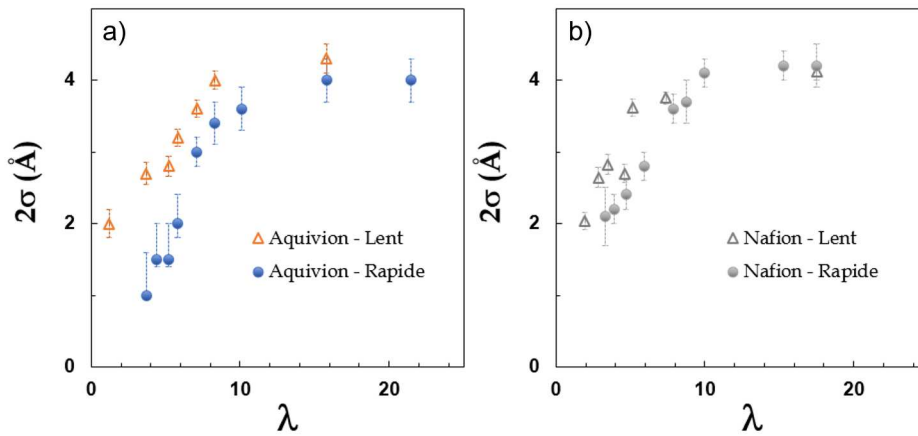 a)
4
2
0
2σ (Å)
Aquivion - Lent
Aquivion - Rapide
0 10 20
λ
b)
4
2
0
2σ (Å)
Nafion - Lent
Nafion - Rapide
0 10 20
λ